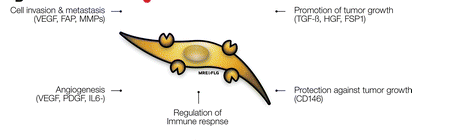 Cell invasion & metastasis
(VEGF, FAP, MMPs)
Promotion of tumor growth
(TGF-ß, HGF, FSP1)
Angiogenesis
(VEGF, PDGF, IL6-)
Protection against tumor growth
(CD146)
Regulation of
Immune respnse